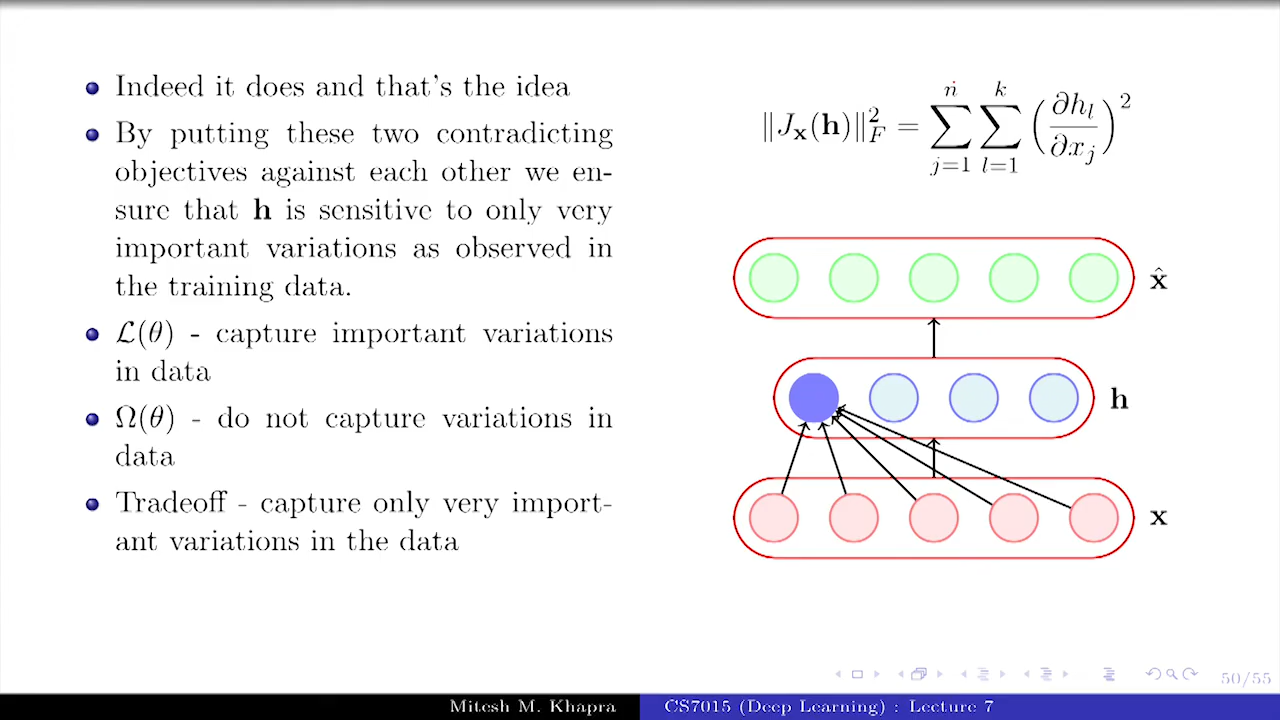 Indeed it does and that's the idea
By putting these two contradicting
objectives against each other we en-
sure that h is sensitive to only very
important variations as observed in
the training data.
ℒ(θ) - capture important variations
in data
Ω(θ) - do not capture variations in
data
Tradeoff - capture only very import-
ant variations in the data
‖J_x(h)‖²_F = ∑_{j=1}^{n} ∑_{l=1}^{k} (∂h_l/∂x_j)²
x̂
h
x
50/55
Mitesh M. Khapra
CS7015 (Deep Learning) : Lecture 7